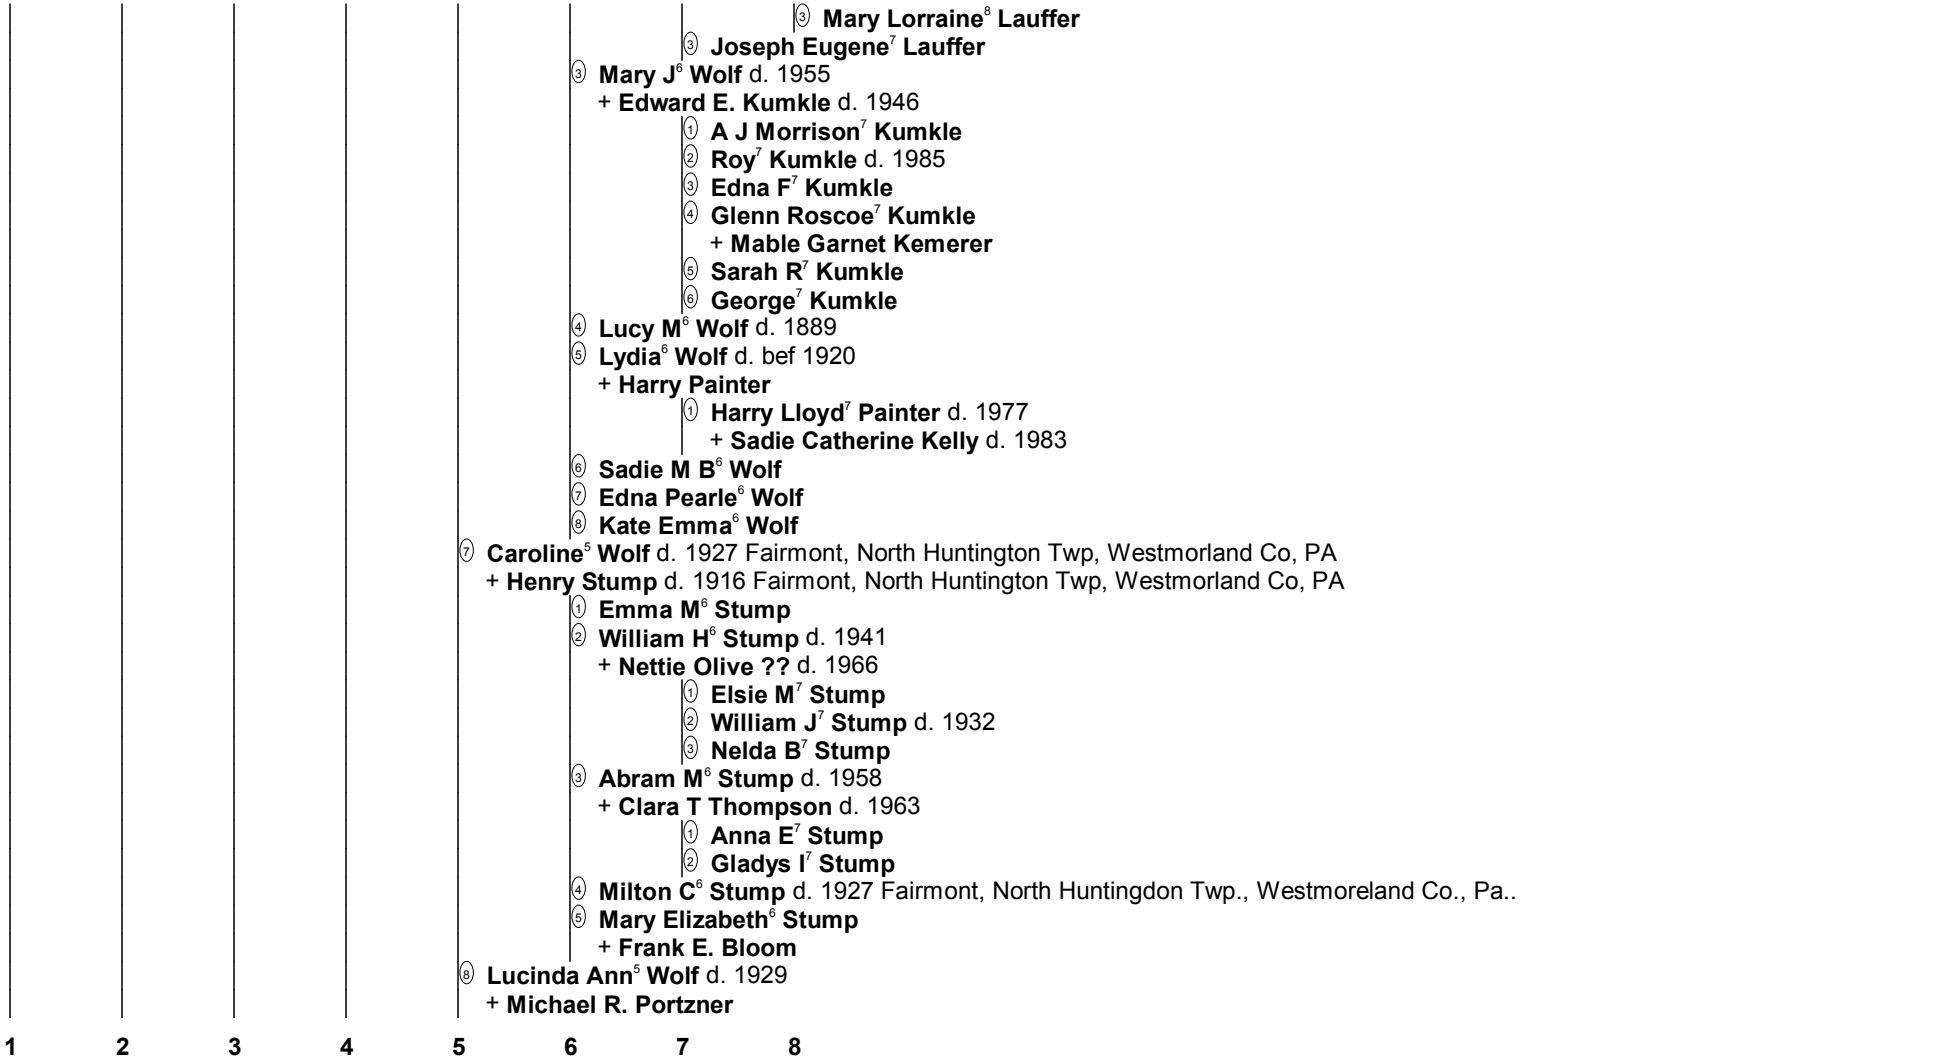 ③ Mary Lorraine⁸ Lauffer
③ Joseph Eugene⁷ Lauffer
③ Mary J⁶ Wolf d. 1955
+ Edward E. Kumkle d. 1946
① A J Morrison⁷ Kumkle
② Roy⁷ Kumkle d. 1985
③ Edna F⁷ Kumkle
④ Glenn Roscoe⁷ Kumkle
+ Mable Garnet Kemerer
⑤ Sarah R⁷ Kumkle
⑥ George⁷ Kumkle
④ Lucy M⁶ Wolf d. 1889
⑤ Lydia⁶ Wolf d. bef 1920
+ Harry Painter
① Harry Lloyd⁷ Painter d. 1977
+ Sadie Catherine Kelly d. 1983
⑥ Sadie M B⁶ Wolf
⑦ Edna Pearle⁶ Wolf
⑧ Kate Emma⁶ Wolf
⑦ Caroline⁵ Wolf d. 1927 Fairmont, North Huntington Twp, Westmorland Co, PA
+ Henry Stump d. 1916 Fairmont, North Huntington Twp, Westmorland Co, PA
① Emma M⁶ Stump
② William H⁶ Stump d. 1941
+ Nettie Olive ?? d. 1966
① Elsie M⁷ Stump
② William J⁷ Stump d. 1932
③ Nelda B⁷ Stump
③ Abram M⁶ Stump d. 1958
+ Clara T Thompson d. 1963
① Anna E⁷ Stump
② Gladys I⁷ Stump
④ Milton C⁶ Stump d. 1927 Fairmont, North Huntingdon Twp., Westmoreland Co., Pa..
⑤ Mary Elizabeth⁶ Stump
+ Frank E. Bloom
⑧ Lucinda Ann⁵ Wolf d. 1929
+ Michael R. Portzner
1 2 3 4 5 6 7 8